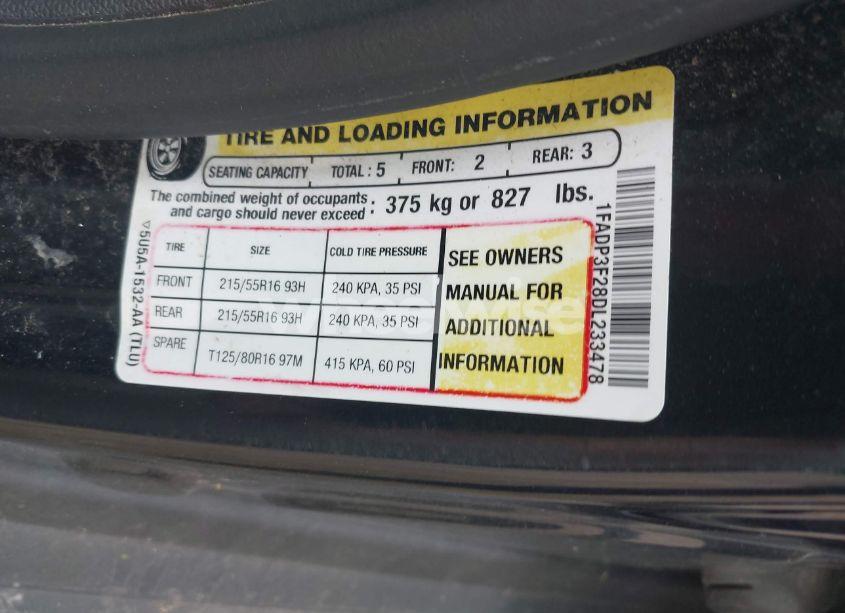 TIRE AND LOADING INFORMATION
SEATING CAPACITY TOTAL : 5 FRONT: 2 REAR: 3
The combined weight of occupants
and cargo should never exceed : 375 kg or 827 lbs.
TIRE SIZE COLD TIRE PRESSURE
FRONT 215/55R16 93H 240 KPA, 35 PSI
REAR 215/55R16 93H 240 KPA, 35 PSI
SPARE T125/80R16 97M 415 KPA, 60 PSI
SEE OWNERS
MANUAL FOR
ADDITIONAL
INFORMATION
5U5A-1532-AA (TLU)
1FADP3F28DL233478